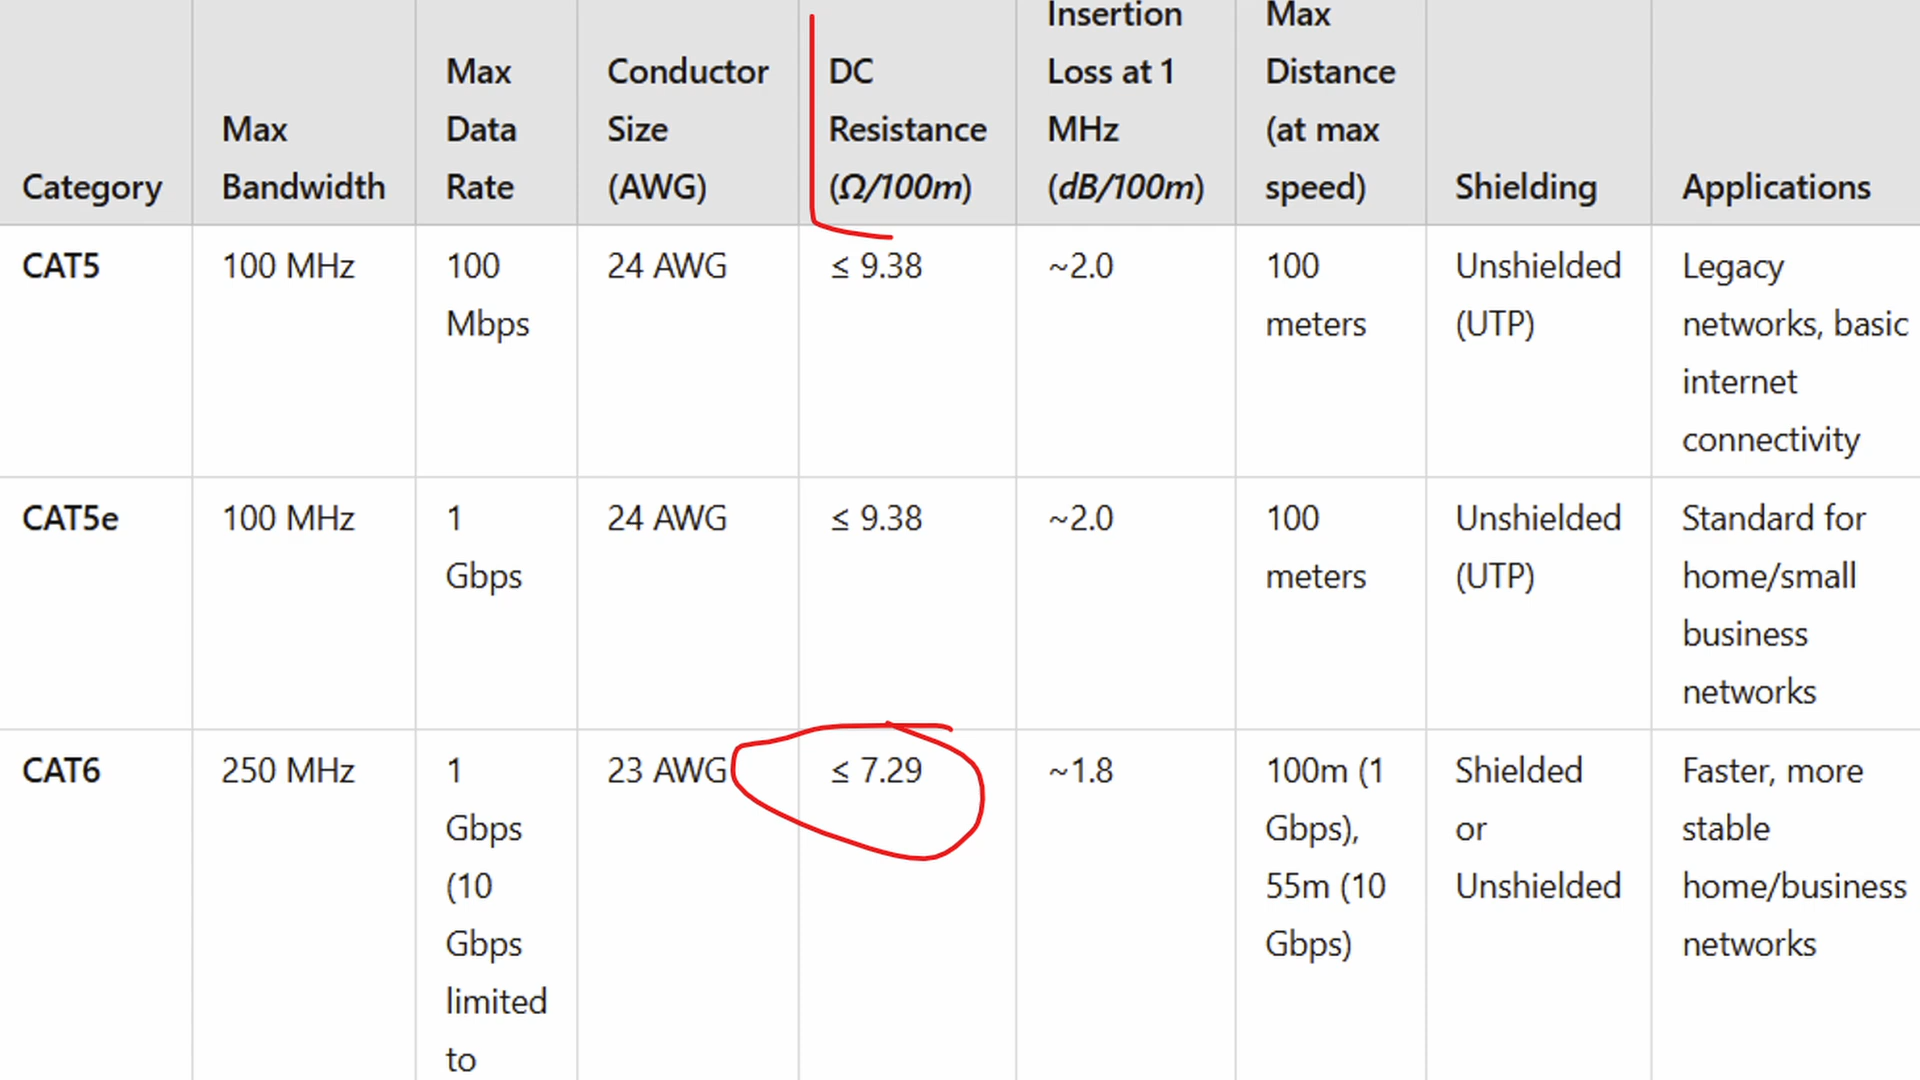 Category
Max
Bandwidth
Max
Data
Rate
Conductor
Size
(AWG)
DC
Resistance
(Ω/100m)
Insertion
Loss at 1
MHz
(dB/100m)
Max
Distance
(at max
speed)
Shielding
Applications
CAT5
100 MHz
100
Mbps
24 AWG
≤ 9.38
~2.0
100
meters
Unshielded
(UTP)
Legacy
networks, basic
internet
connectivity
CAT5e
100 MHz
1
Gbps
24 AWG
≤ 9.38
~2.0
100
meters
Unshielded
(UTP)
Standard for
home/small
business
networks
CAT6
250 MHz
1
Gbps
(10
Gbps
limited
to
23 AWG
≤ 7.29
~1.8
100m (1
Gbps),
55m (10
Gbps)
Shielded
or
Unshielded
Faster, more
stable
home/business
networks